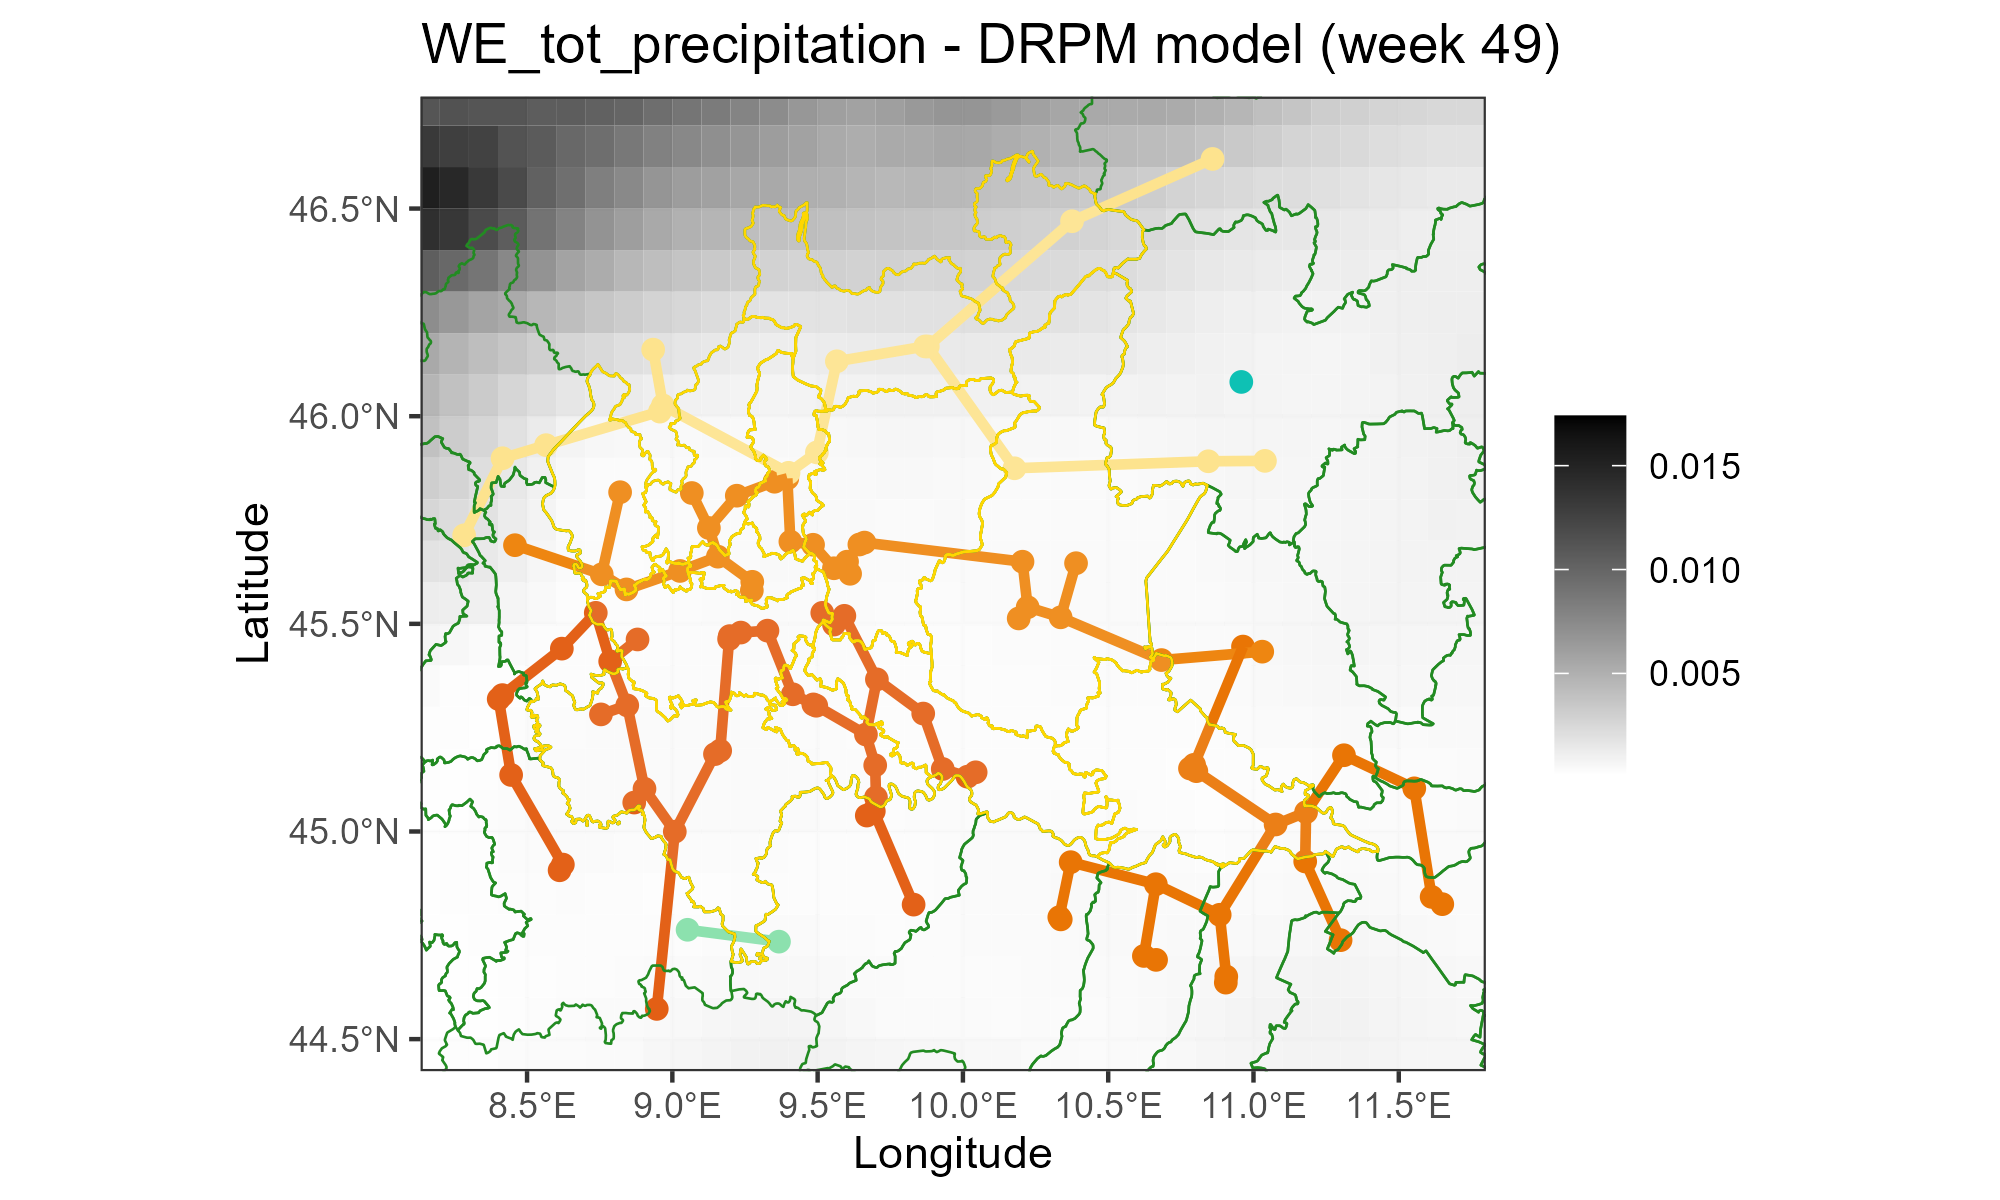 WE_tot_precipitation - DRPM model (week 49)
46.5°N
46.0°N
45.5°N
45.0°N
44.5°N
Latitude
8.5°E
9.0°E
9.5°E
10.0°E
10.5°E
11.0°E
11.5°E
Longitude
0.015
0.010
0.005